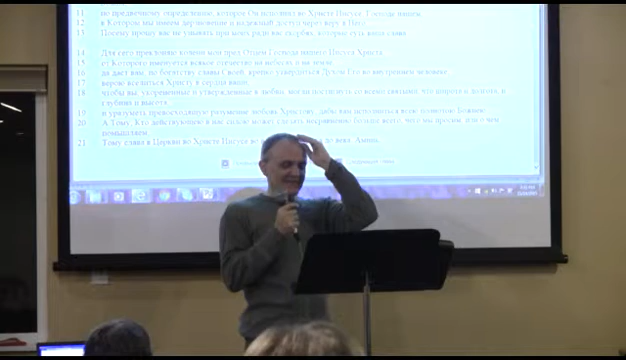 11 по предвечному определению, которое Он исполнил во Христе Иисусе, Господе нашем,
12 в Котором мы имеем дерзновение и надежный доступ через веру в Него.
13 Посему прошу вас не унывать при моих ради вас скорбях, которые суть ваша слава.
14 Для сего преклоняю колени мои пред Отцем Господа нашего Иисуса Христа,
15 от Которого именуется всякое отечество на небесах и на земле,
16 да даст вам, по богатству славы Своей, крепко утвердиться Духом Его во внутреннем человеке,
17 верою вселиться Христу в сердца ваши,
18 чтобы вы, укорененные и утвержденные в любви, могли постигнуть со всеми святыми, что широта и долгота, и
глубина и высота,
19 и уразуметь превосходящую разумение любовь Христову, дабы вам исполниться всею полнотою Божиею.
20 А Тому, Кто действующею в нас силою может сделать несравненно больше всего, чего мы просим, или о чем
помышляем,
21 Тому слава в Церкви во Христе Иисусе во до века. Аминь.